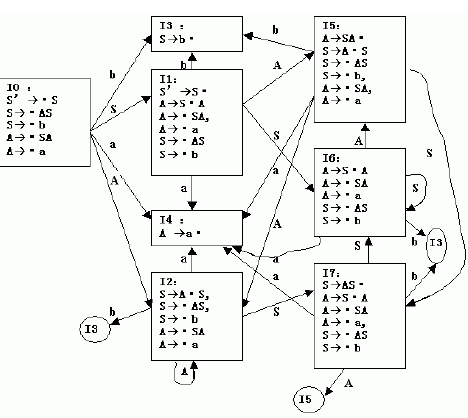 I0 :
S' →·S
S→·AS
S→·b
A→·SA
A→·a
I3 :
S→b·
I1:
S' →S·
A→S·A
A→·SA,
A→·a
S→·AS
S→·b
I4 :
A →a·
I2:
S→A·S,
S→·AS,
S→·b
A→·SA
A→·a
I5:
A→SA·
S→A·S
S→·AS
S→·b,
A→·SA,
A→·a
I6:
A→S·A
A→·SA
A→·a
S→·AS
S→·b
I7:
S→AS·
A→S·A
A→·SA
A→·a,
S→·AS
S→·b
b
S
a
A
b
A
S
a
a
b
a
A
A
S
S
S
S
b
I3
a
a
b
b
I3
S
A
A
I5